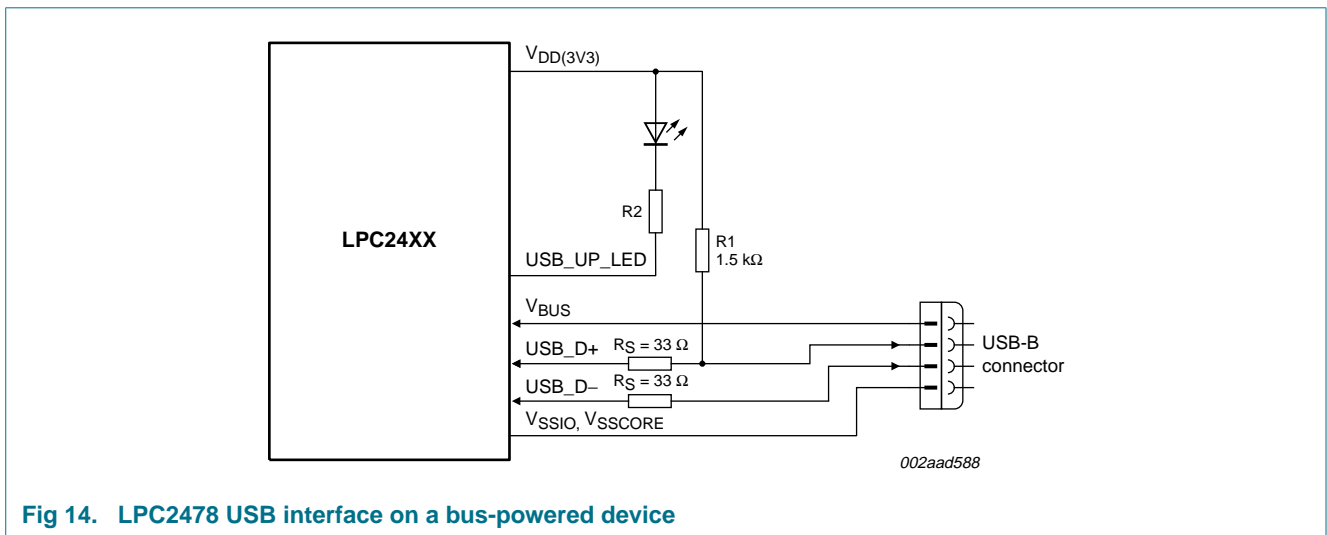 VDD(3V3)
R2
LPC24XX
R1
1.5 kΩ
USB_UP_LED
VBUS
USB_D+ RS = 33 Ω
USB_D− RS = 33 Ω
VSSIO, VSSCORE
USB-B
connector
002aad588
Fig 14. LPC2478 USB interface on a bus-powered device